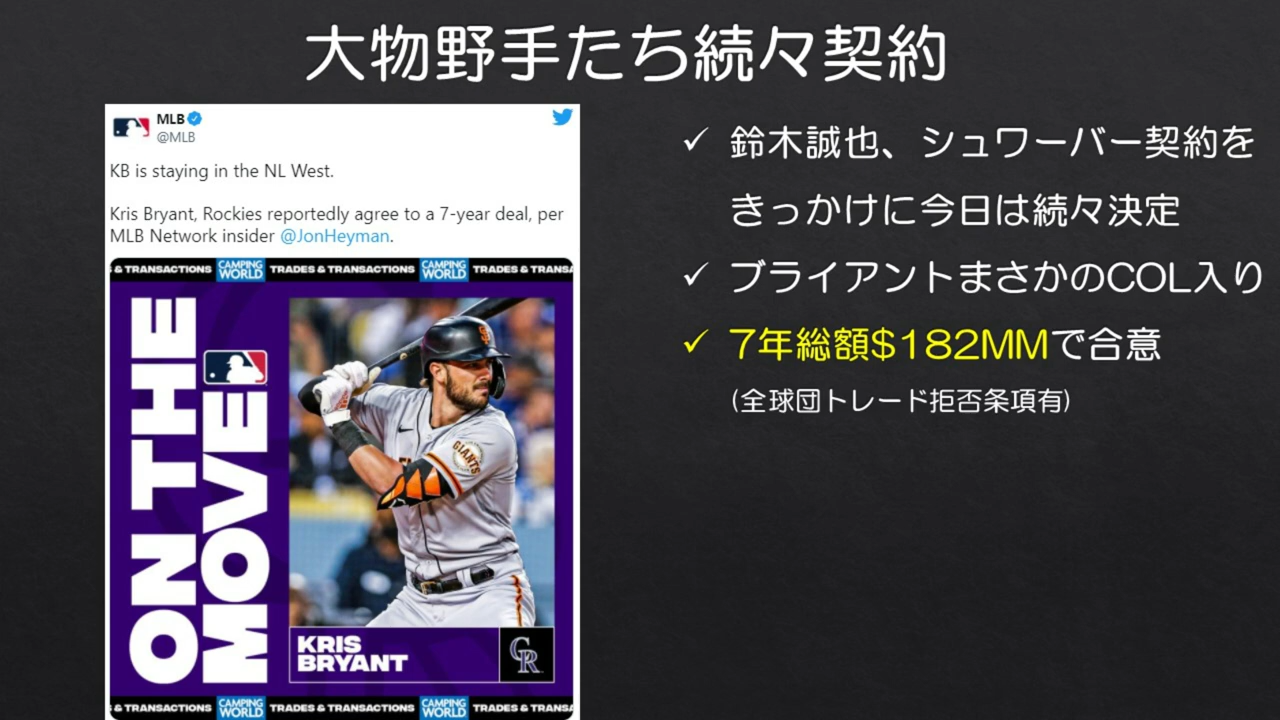 大物野手たち続々契約
MLB
@MLB
KB is staying in the NL West.
Kris Bryant, Rockies reportedly agree to a 7-year deal, per
MLB Network insider @JonHeyman.
& TRANSACTIONS CAMPING WORLD TRADES & TRANSACTIONS CAMPING WORLD TRADES & TRANSA
ON THE
MOVE
GIANTS
KRIS
BRYANT
CR
& TRANSACTIONS CAMPING WORLD TRADES & TRANSACTIONS CAMPING WORLD TRADES & TRANSA
✓ 鈴木誠也、シュワーバー契約を
きっかけに今日は続々決定
✓ ブライアントまさかのCOL入り
✓ 7年総額$182MMで合意
(全球団トレード拒否条項有)